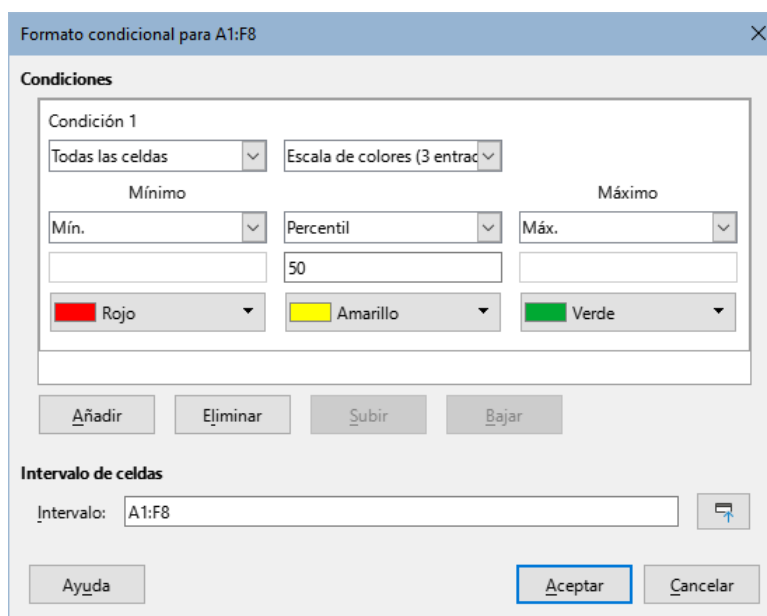 Formato condicional para A1:F8
Condiciones
Condición 1
Todas las celdas Escala de colores (3 entrac
Mínimo Máximo
Mín. Percentil Máx.
50
Rojo Amarillo Verde
Añadir Eliminar Subir Bajar
Intervalo de celdas
Intervalo: A1:F8
Ayuda Aceptar Cancelar